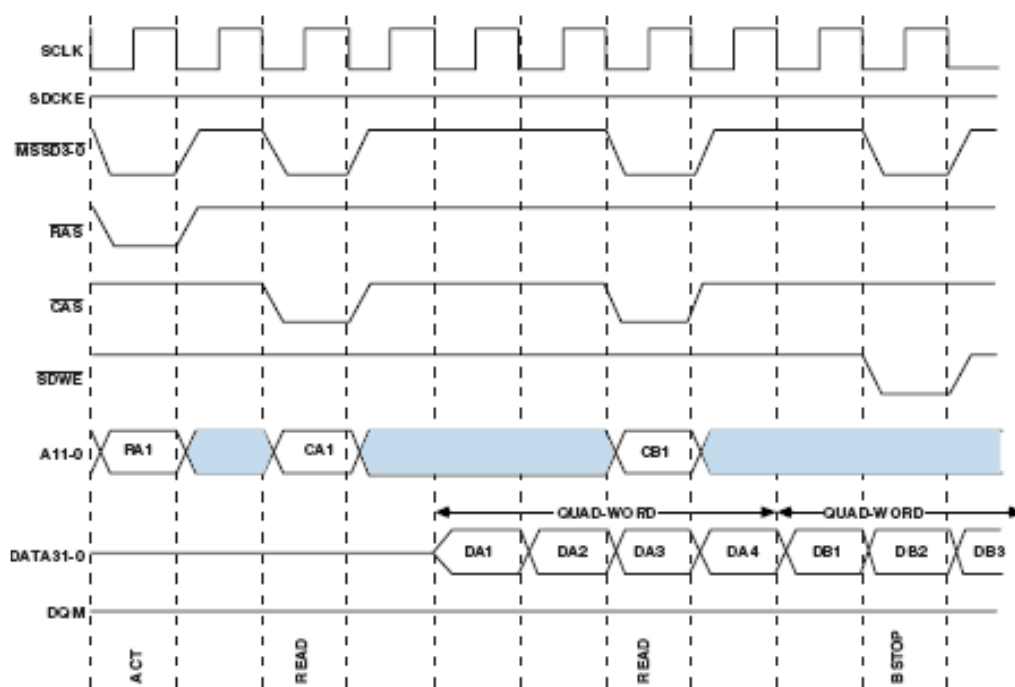 SCLK
SDCKE
MSSD3-0
RAS
CAS
SDWE
A11-0 RA1 CA1 CB1
QUAD-WORD QUAD-WORD
DATA31-0 DA1 DA2 DA3 DA4 DB1 DB2 DB3
DQM
ACT READ READ BSTOP